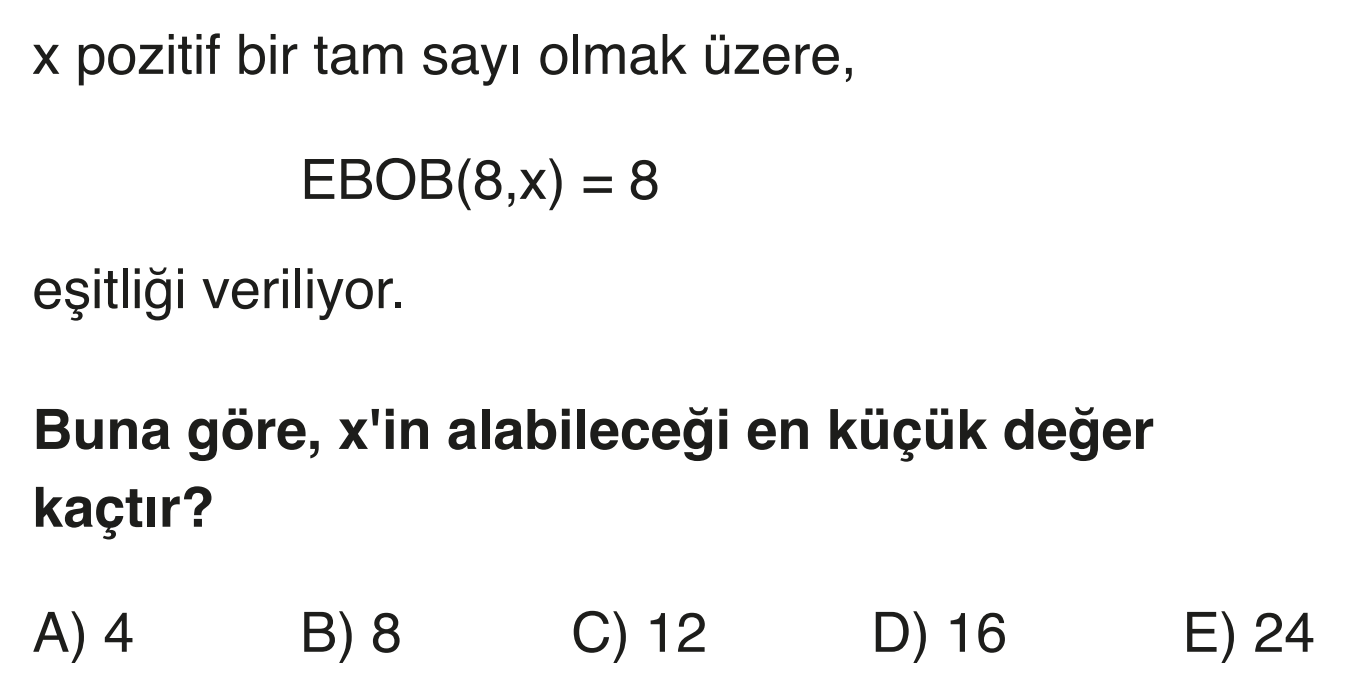 x pozitif bir tam sayı olmak üzere,
EBOB(8,x) = 8
eşitliği veriliyor.
Buna göre, x'in alabileceği en küçük değer
kaçtır?
A) 4 B) 8 C) 12 D) 16 E) 24